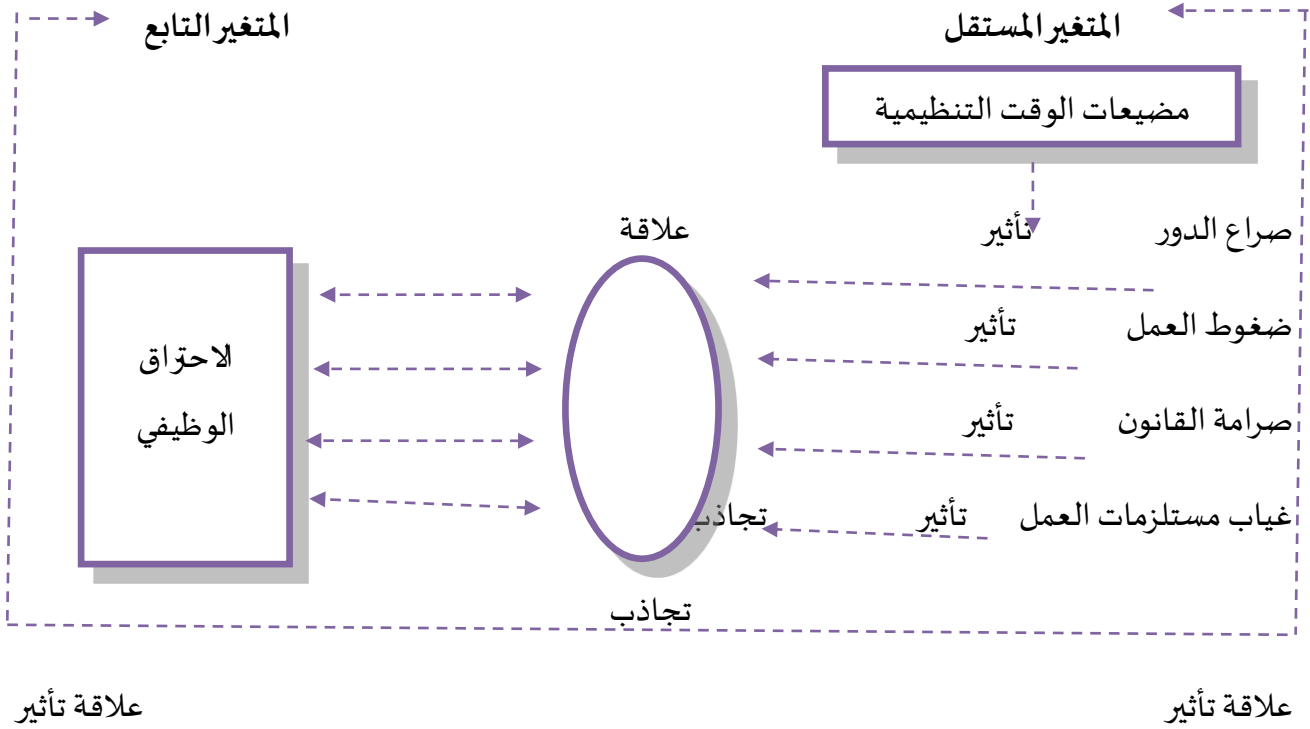 المتغير المستقل المتغير التابع
مضيعات الوقت التنظيمية
صراع الدور تأثير علاقة
ضغوط العمل تأثير
الاحتراق
صرامة القانون تأثير
الوظيفي
غياب مستلزمات العمل تأثير تجاذب
تجاذب
علاقة تأثير علاقة تأثير